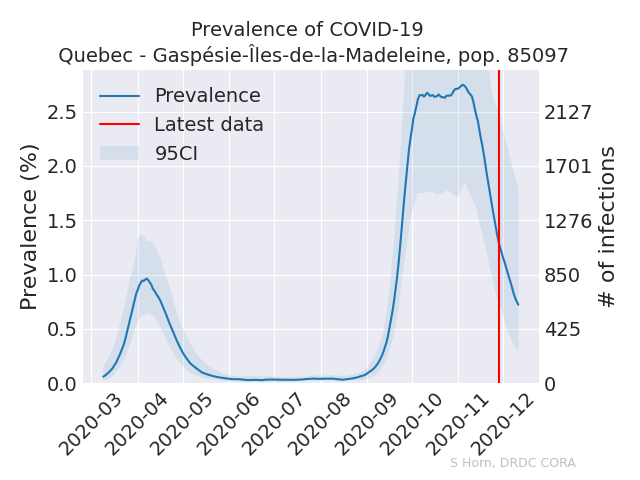 Prevalence of COVID-19
Quebec - Gaspésie-Îles-de-la-Madeleine, pop. 85097
Prevalence
Latest data
95CI
Prevalence (%)
2.5
2.0
1.5
1.0
0.5
0.0
2127
1701
1276
850
425
0
# of infections
2020-03
2020-04
2020-05
2020-06
2020-07
2020-08
2020-09
2020-10
2020-11
2020-12
S Horn, DRDC CORA